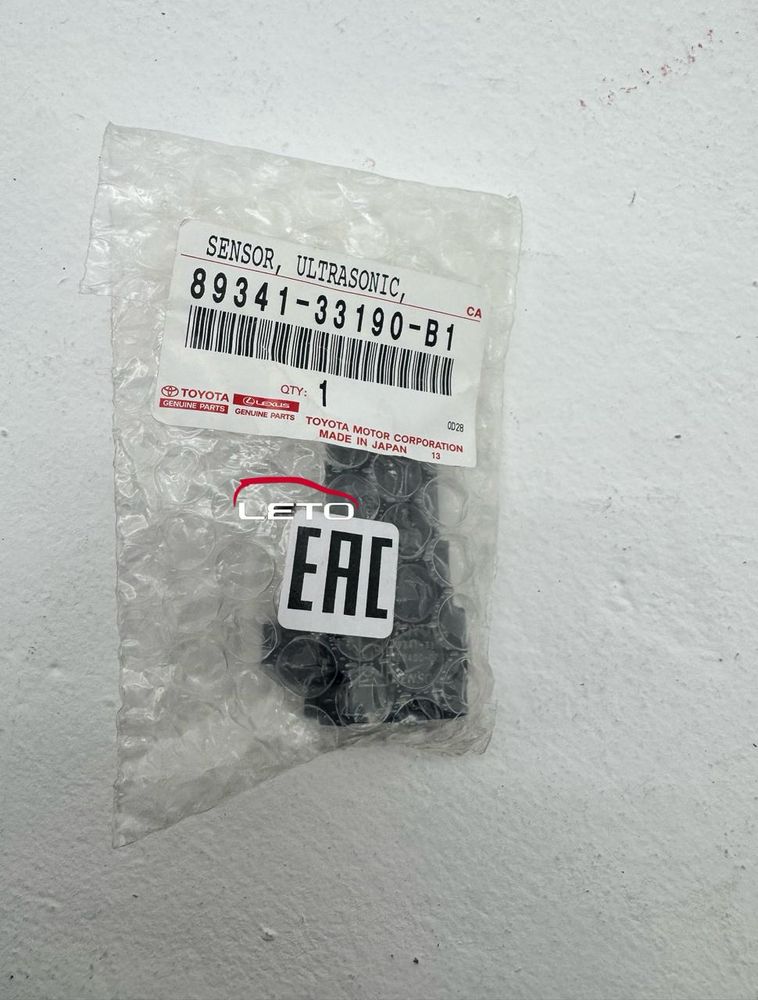 SENSOR, ULTRASONIC,
CA
89341-33190-B1
QTY: 1
TOYOTA
GENUINE PARTS
LEXUS
GENUINE PARTS
0D28
TOYOTA MOTOR CORPORATION
MADE IN JAPAN 13
LETO
EAC